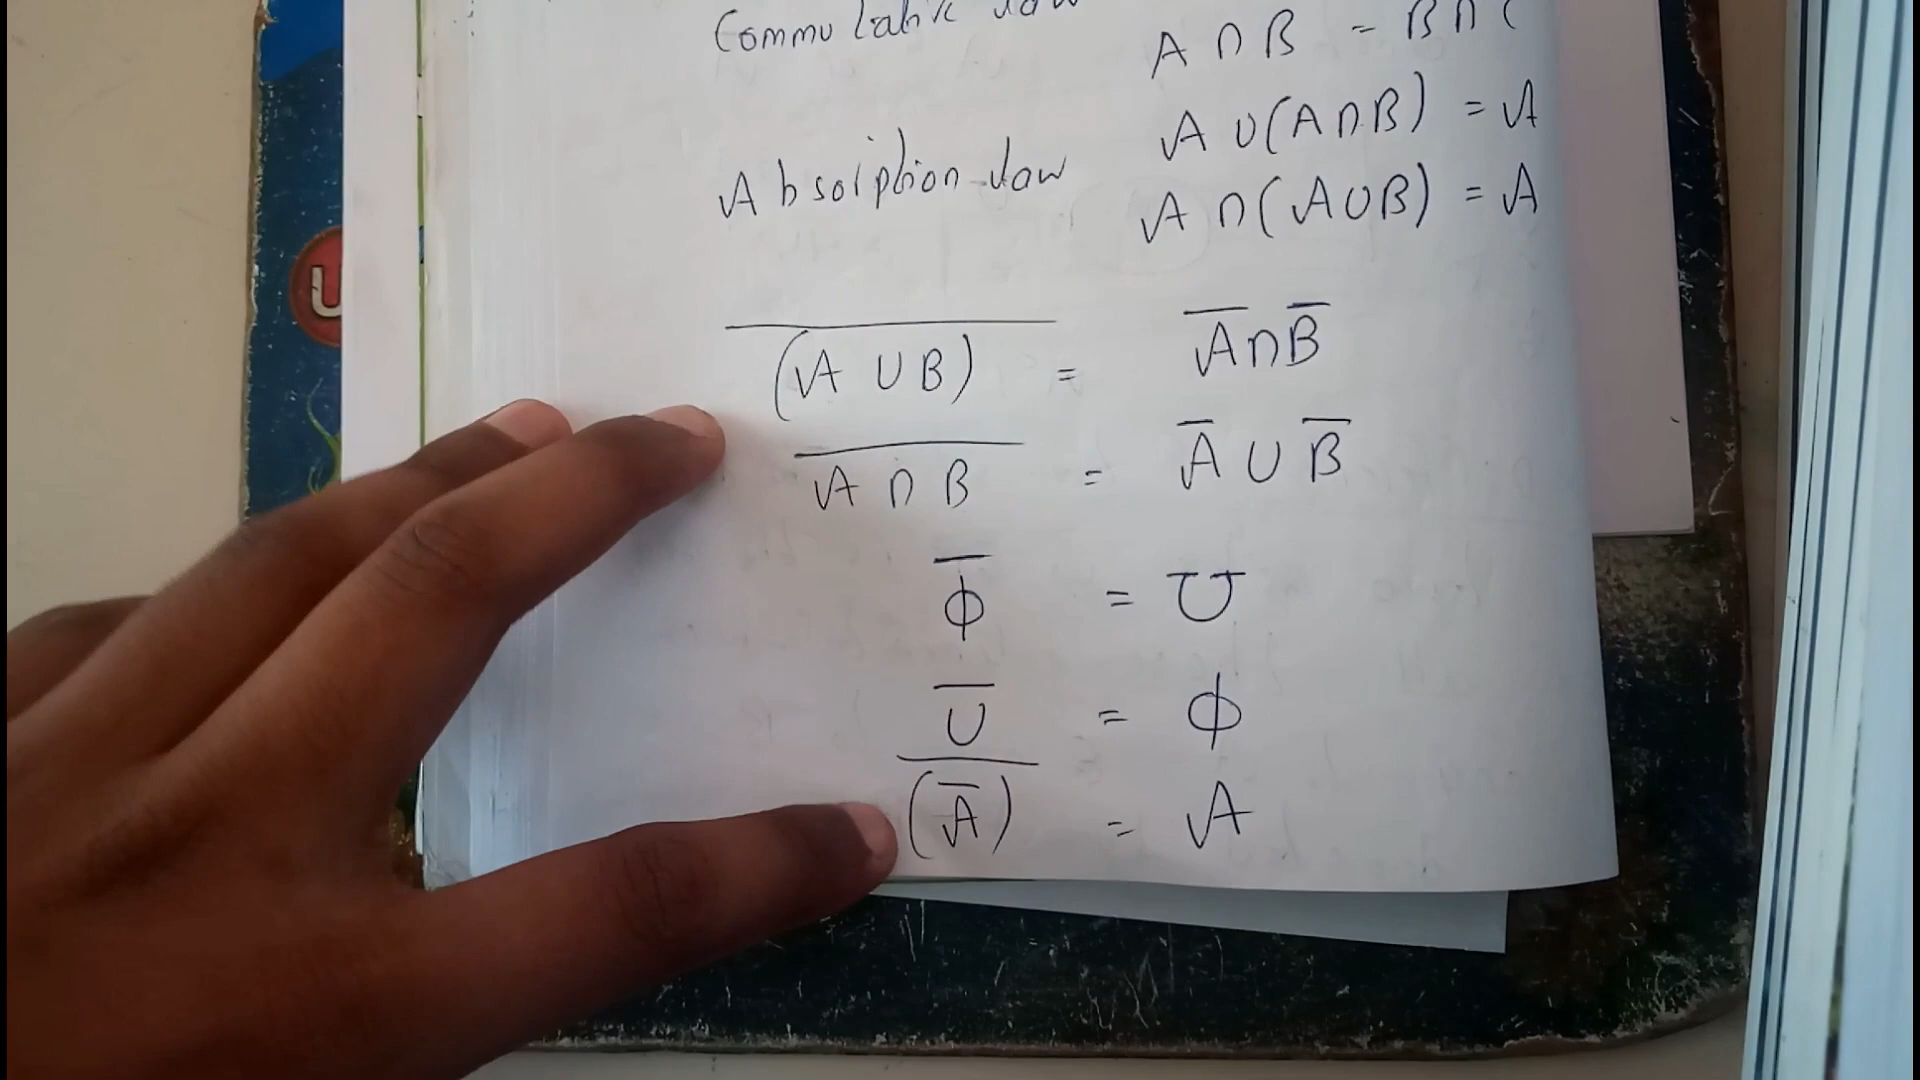 Commutative law
A ∩ B = B ∩ C
A ∪ (A ∩ B) = A
Absorption law
A ∩ (A ∪ B) = A
(A ∪ B)̅ = A̅ ∩ B̅
A ∩ B̅ = A̅ ∪ B̅
ϕ̅ = U
U̅ = ϕ
(A̅)̅ = A
U